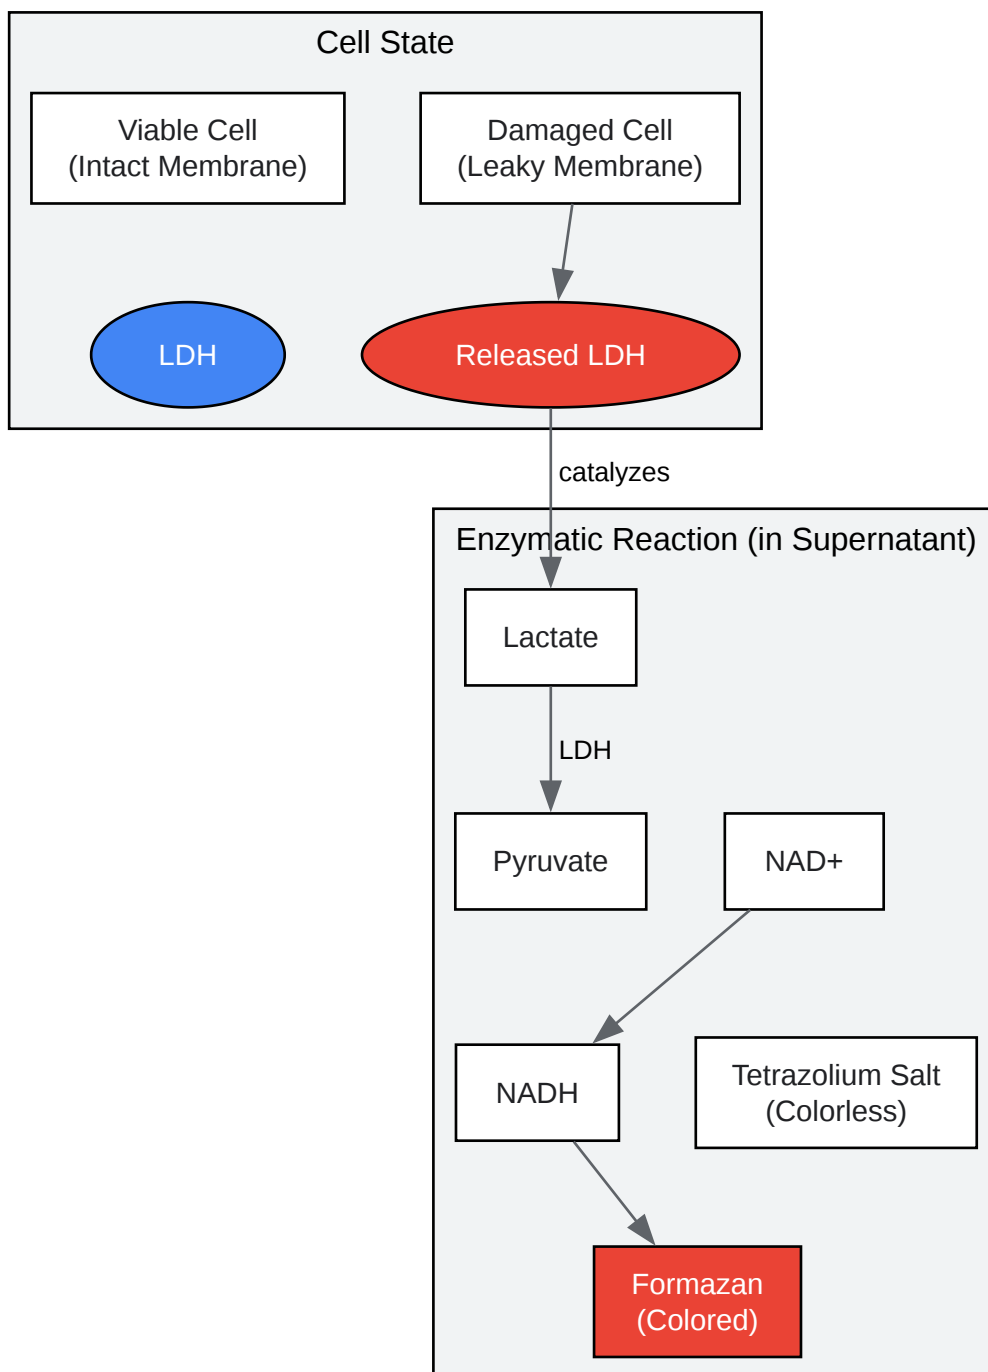 Cell State
Viable Cell
(Intact Membrane)
Damaged Cell
(Leaky Membrane)
LDH
Released LDH
catalyzes
Enzymatic Reaction (in Supernatant)
Lactate
LDH
Pyruvate
NAD+
NADH
Tetrazolium Salt
(Colorless)
Formazan
(Colored)